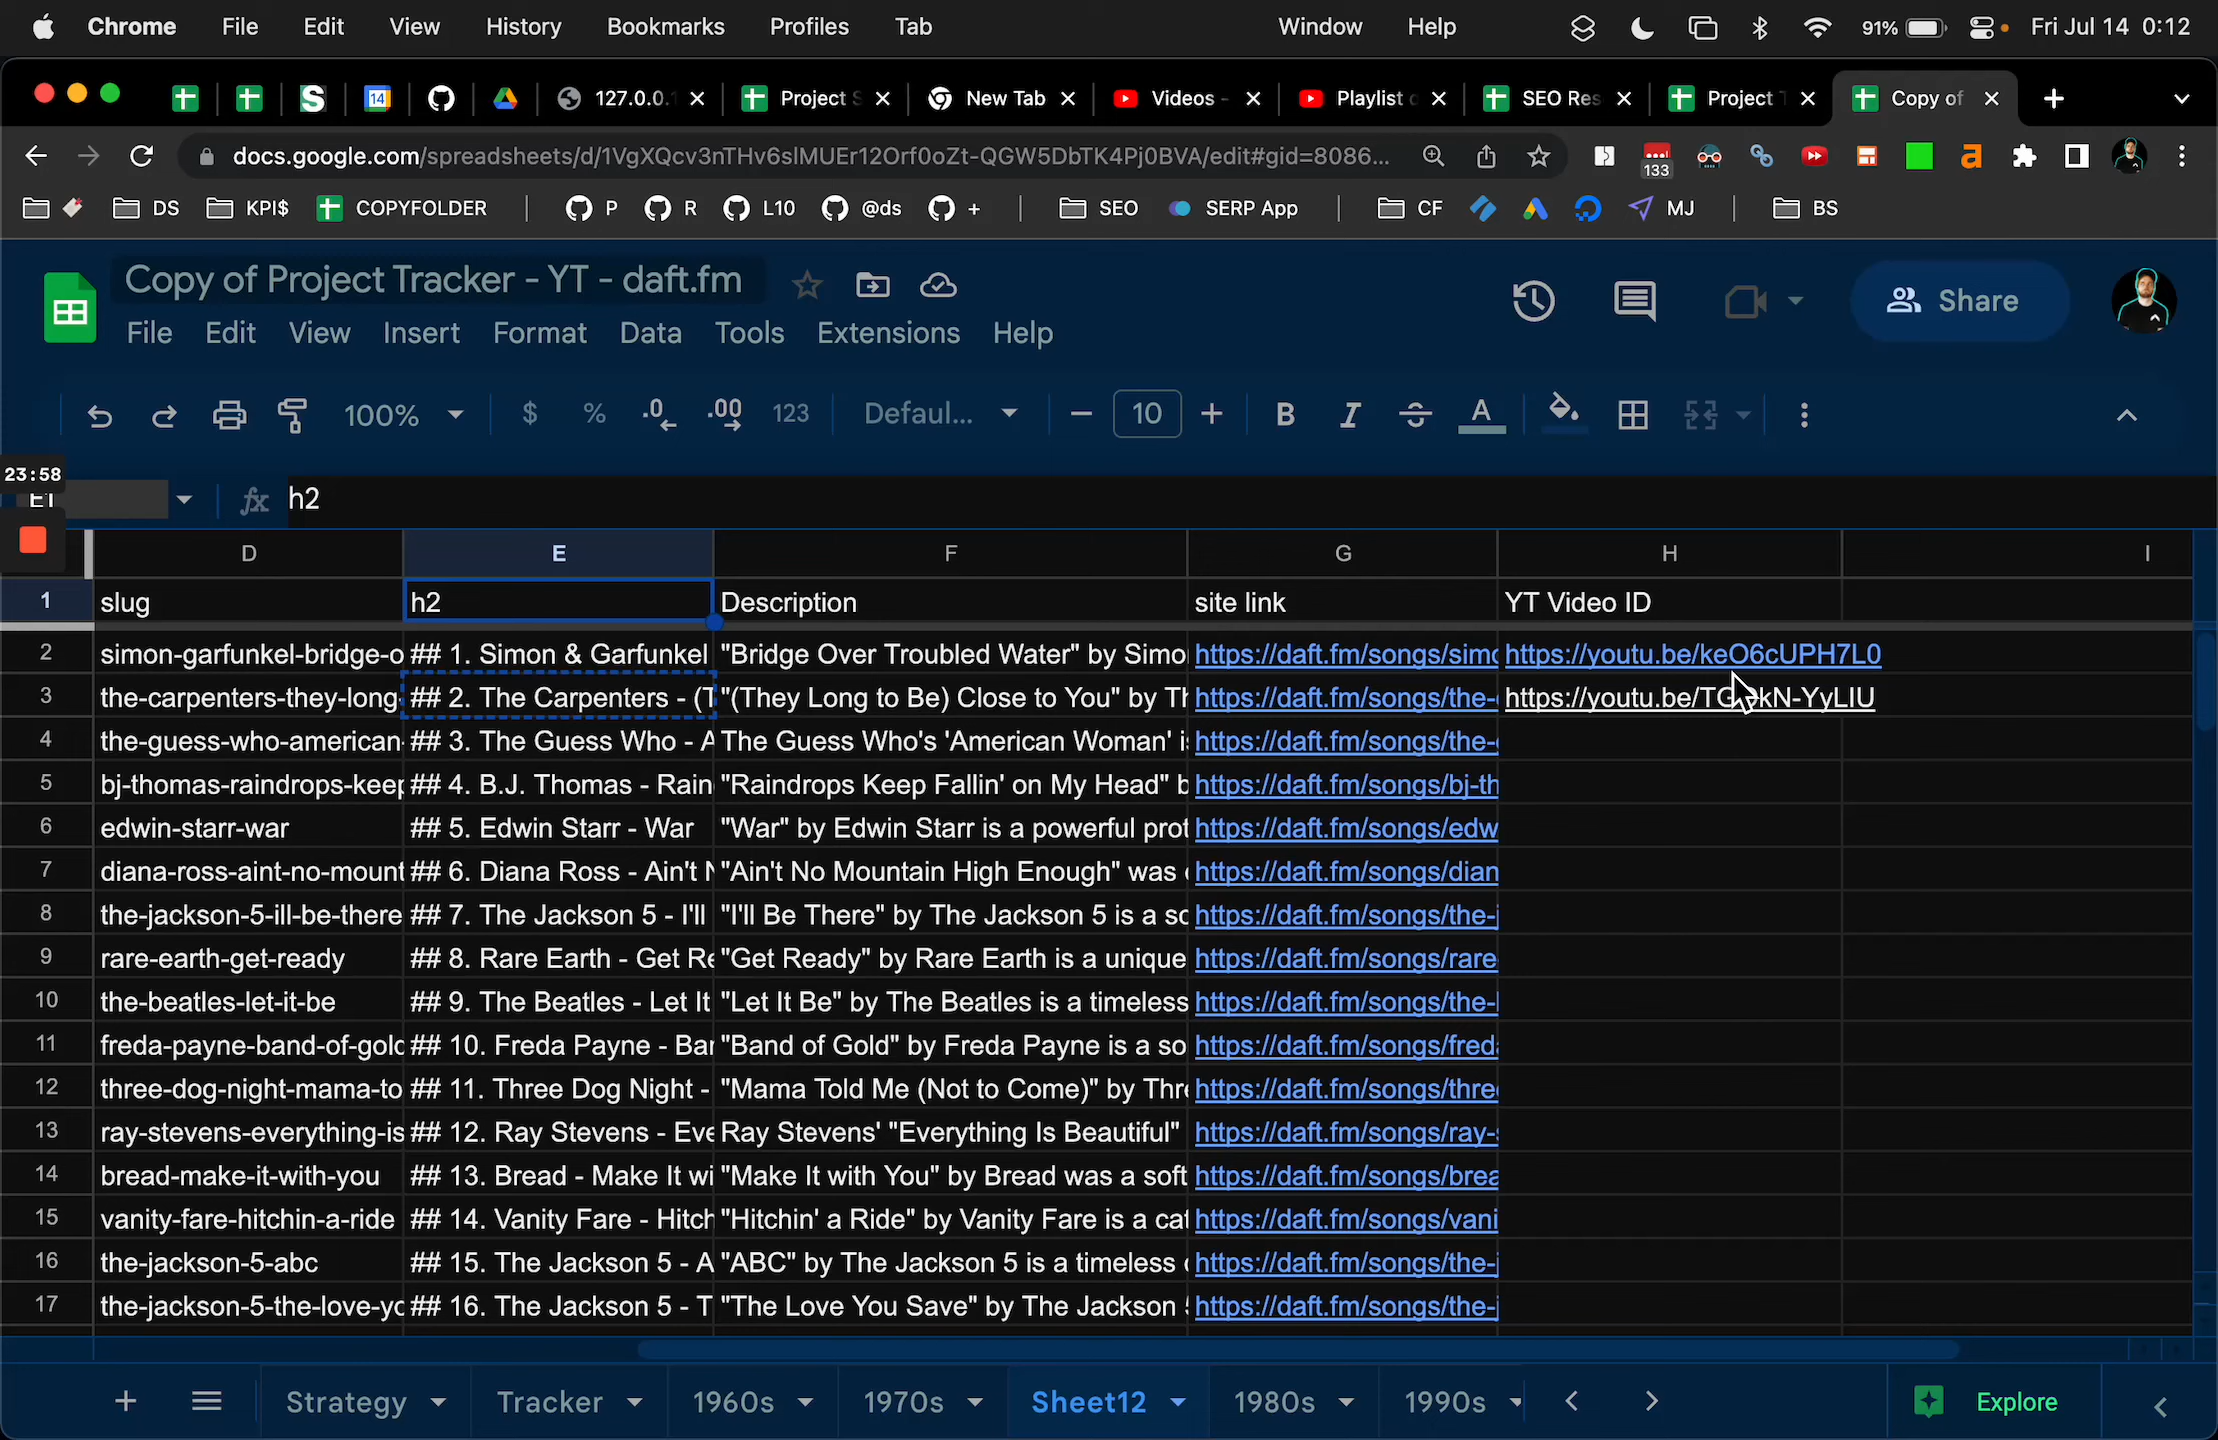 Chrome File Edit View History Bookmarks Profiles Tab Window Help 91% Fri Jul 14 0:12
14 127.0.0.1 Project S New Tab Videos - Playlist o SEO Res Project T Copy of
docs.google.com/spreadsheets/d/1VgXQcv3nTHv6slMUEr12Orf0oZt-QGW5DbTK4Pj0BVA/edit#gid=8086... 133
DS KPI$ COPYFOLDER P R L10 @ds + SEO SERP App CF MJ BS
Copy of Project Tracker - YT - daft.fm
Share
File Edit View Insert Format Data Tools Extensions Help
100% $ % .0 .00 123 Defaul... 10 B I A
23:58
E1 fx h2
D E F G H I
1 slug h2 Description site link YT Video ID
2 simon-garfunkel-bridge-o ## 1. Simon & Garfunkel "Bridge Over Troubled Water" by Simo https://daft.fm/songs/simo https://youtu.be/keO6cUPH7L0
3 the-carpenters-they-long- ## 2. The Carpenters - (T "(They Long to Be) Close to You" by Th https://daft.fm/songs/the-
4 the-guess-who-american- ## 3. The Guess Who - A The Guess Who's 'American Woman' i https://daft.fm/songs/the-
5 bj-thomas-raindrops-keep ## 4. B.J. Thomas - Rain "Raindrops Keep Fallin' on My Head" b https://daft.fm/songs/bj-th
6 edwin-starr-war ## 5. Edwin Starr - War "War" by Edwin Starr is a powerful prot https://daft.fm/songs/edw
7 diana-ross-aint-no-mount ## 6. Diana Ross - Ain't N "Ain't No Mountain High Enough" was https://daft.fm/songs/dian
8 the-jackson-5-ill-be-there ## 7. The Jackson 5 - I'll "I'll Be There" by The Jackson 5 is a so https://daft.fm/songs/the-j
9 rare-earth-get-ready ## 8. Rare Earth - Get Re "Get Ready" by Rare Earth is a unique https://daft.fm/songs/rare
10 the-beatles-let-it-be ## 9. The Beatles - Let It "Let It Be" by The Beatles is a timeless https://daft.fm/songs/the-
11 freda-payne-band-of-gold ## 10. Freda Payne - Ban "Band of Gold" by Freda Payne is a so https://daft.fm/songs/freda
12 three-dog-night-mama-to ## 11. Three Dog Night - "Mama Told Me (Not to Come)" by Thre https://daft.fm/songs/three
13 ray-stevens-everything-is ## 12. Ray Stevens - Eve Ray Stevens' "Everything Is Beautiful" https://daft.fm/songs/ray-
14 bread-make-it-with-you ## 13. Bread - Make It wi "Make It with You" by Bread was a soft https://daft.fm/songs/brea
15 vanity-fare-hitchin-a-ride ## 14. Vanity Fare - Hitch "Hitchin' a Ride" by Vanity Fare is a cat https://daft.fm/songs/vani
16 the-jackson-5-abc ## 15. The Jackson 5 - A "ABC" by The Jackson 5 is a timeless https://daft.fm/songs/the-j
17 the-jackson-5-the-love-yo ## 16. The Jackson 5 - T "The Love You Save" by The Jackson https://daft.fm/songs/the-j
Strategy Tracker 1960s 1970s Sheet12 1980s 1990s Explore